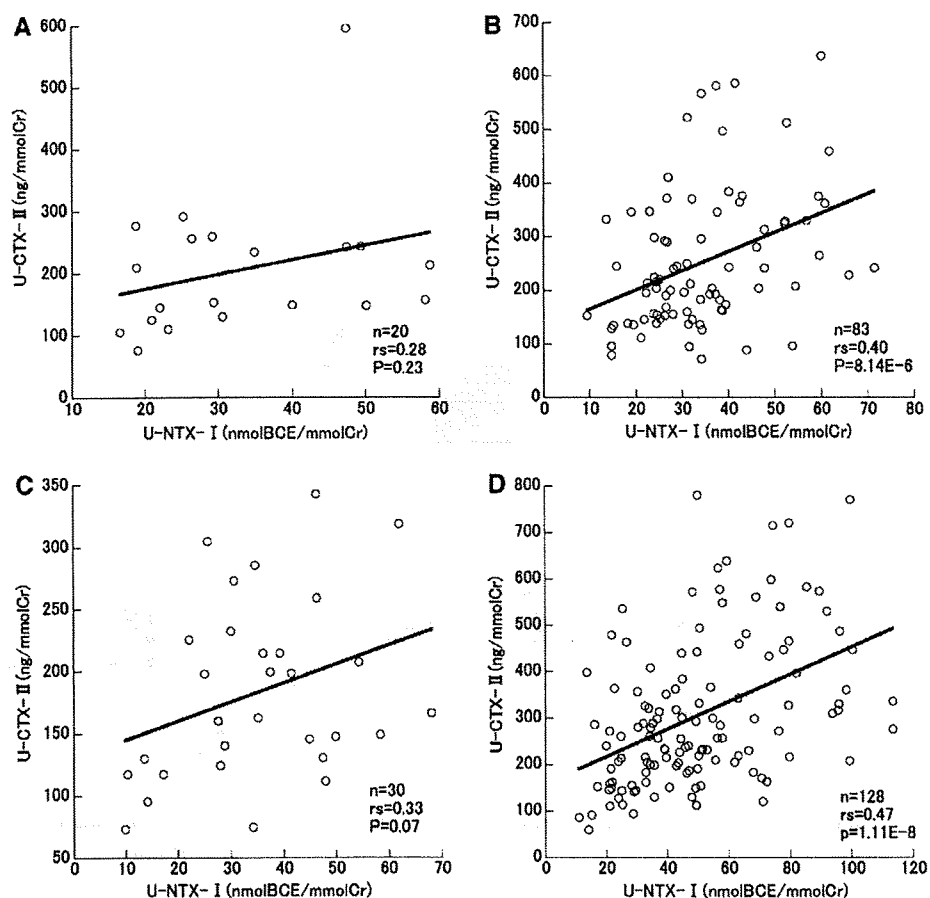 A
600
500
400
300
200
100
0
U-CTX-Ⅱ (ng/mmolCr)
n=20
rs=0.28
P=0.23
10 20 30 40 50 60
U-NTX-Ⅰ (nmolBCE/mmolCr)
B
700
600
500
400
300
200
100
0
U-CTX-Ⅱ (ng/mmolCr)
n=83
rs=0.40
P=8.14E-6
0 10 20 30 40 50 60 70 80
U-NTX-Ⅰ (nmolBCE/mmolCr)
C
350
300
250
200
150
100
50
U-CTX-Ⅱ (ng/mmolCr)
n=30
rs=0.33
P=0.07
0 10 20 30 40 50 60 70
U-NTX-Ⅰ (nmolBCE/mmolCr)
D
800
700
600
500
400
300
200
100
0
U-CTX-Ⅱ (ng/mmolCr)
n=128
rs=0.47
p=1.11E-8
0 20 40 60 80 100 120
U-NTX-Ⅰ (nmolBCE/mmolCr)